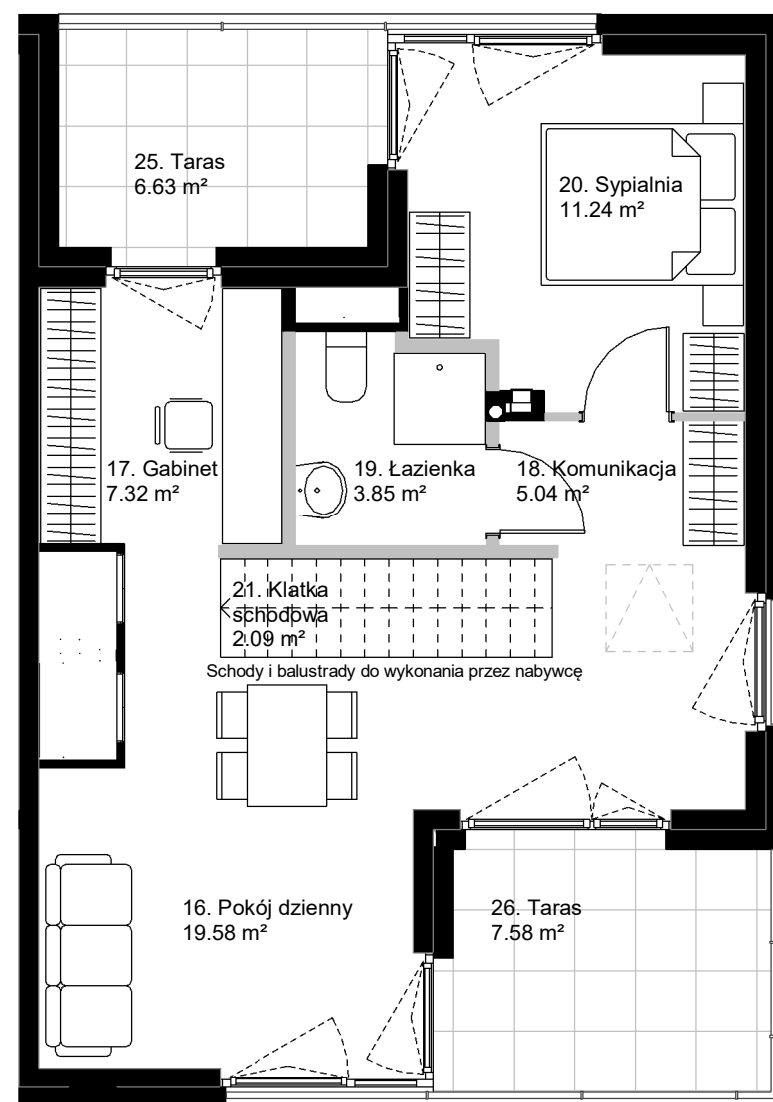 25. Taras
6.63 m²
20. Sypialnia
11.24 m²
17. Gabinet
7.32 m²
19. Łazienka
3.85 m²
18. Komunikacja
5.04 m²
21. Klatka
schodowa
2.09 m²
Schody i balustrady do wykonania przez nabywcę
16. Pokój dzienny
19.58 m²
26. Taras
7.58 m²